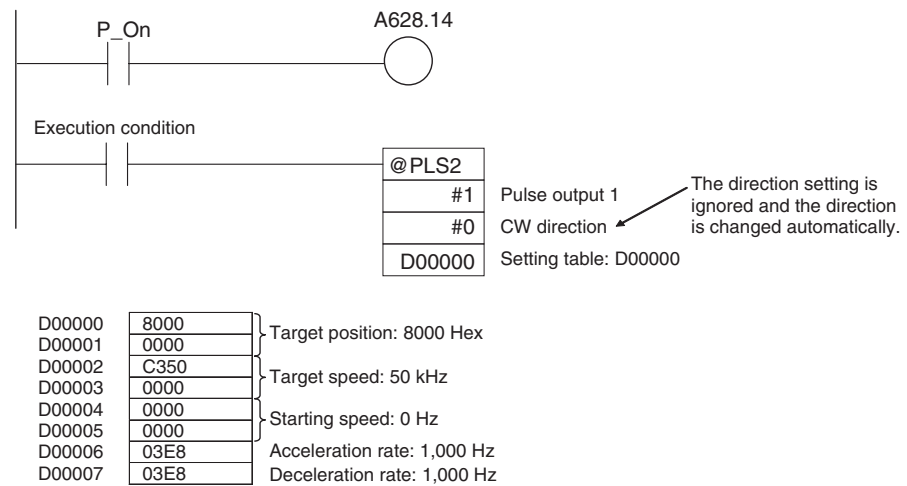 P_On
A628.14
Execution condition
@PLS2
#1 Pulse output 1
#0 CW direction
D00000 Setting table: D00000
The direction setting is
ignored and the direction
is changed automatically.
D00000 8000
D00001 0000
Target position: 8000 Hex
D00002 C350
D00003 0000
Target speed: 50 kHz
D00004 0000
D00005 0000
Starting speed: 0 Hz
D00006 03E8 Acceleration rate: 1,000 Hz
D00007 03E8 Deceleration rate: 1,000 Hz